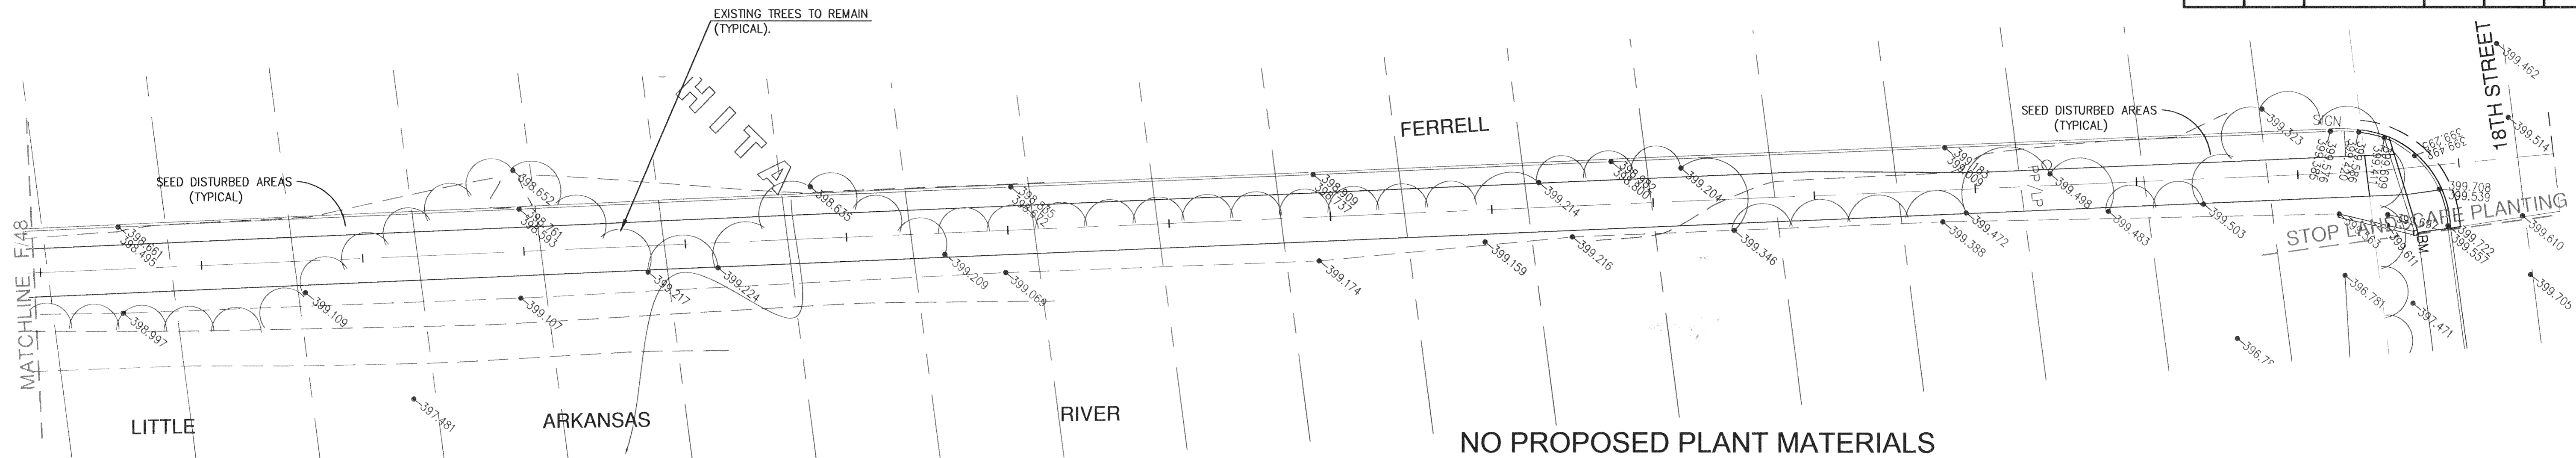 EXISTING TREES TO REMAIN
(TYPICAL).
18TH STREET
399.462
399.514
HITA
FERRELL
SEED DISTURBED AREAS
(TYPICAL)
SIGN
399.323
SEED DISTURBED AREAS
(TYPICAL)
398.652
398.761
398.593
398.635
398.661
398.495
399.214
399.204
PP/LP
399.498
399.708
399.539
STOP LANDSCAPE PLANTING
MATCHLINE F/48
399.109
399.217
399.224
399.209
399.069
399.174
399.159
399.216
399.346
399.388
399.472
399.483
399.503
399.611
BM
399.722
399.557
399.610
398.997
399.107
396.781
397.471
399.705
397.481
LITTLE
ARKANSAS
RIVER
NO PROPOSED PLANT MATERIALS